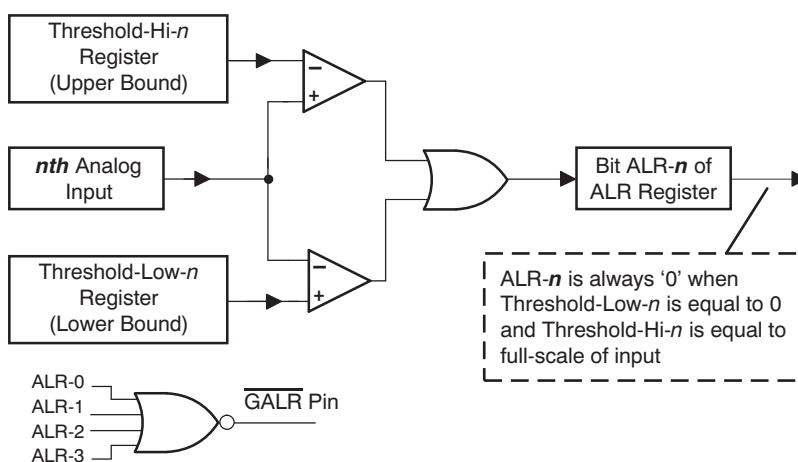 Threshold-Hi-n
Register
(Upper Bound)
−
+
nth Analog
Input
Bit ALR-n of
ALR Register
Threshold-Low-n
Register
(Lower Bound)
−
+
ALR-n is always ‘0’ when
Threshold-Low-n is equal to 0
and Threshold-Hi-n is equal to
full-scale of input
ALR-0
ALR-1
ALR-2
ALR-3
GALR Pin